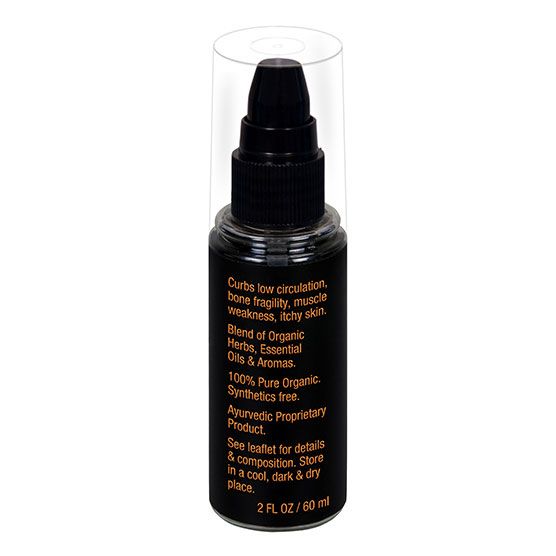 Curbs low circulation,
bone fragility, muscle
weakness, itchy skin.
Blend of Organic
Herbs, Essential
Oils & Aromas.
100% Pure Organic.
Synthetics free.
Ayurvedic Proprietary
Product.
See leaflet for details
& composition. Store
in a cool, dark & dry
place.
2 FL OZ / 60 ml